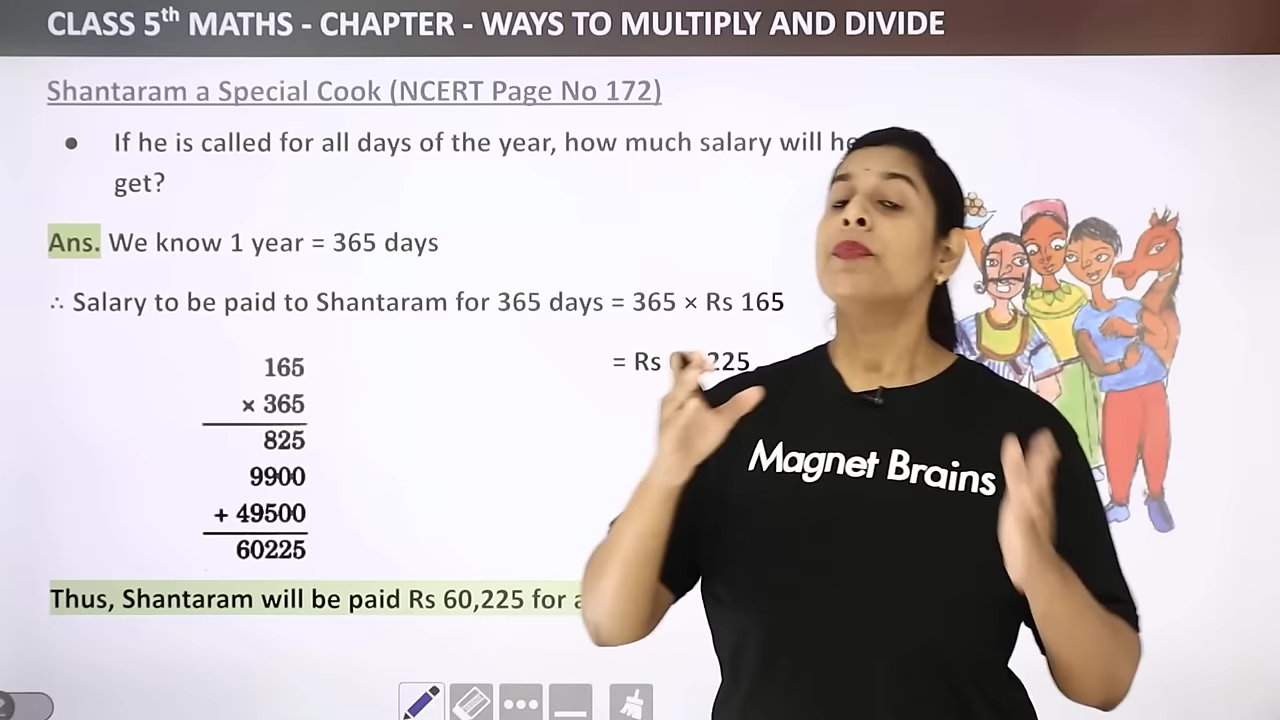 CLASS 5th MATHS - CHAPTER - WAYS TO MULTIPLY AND DIVIDE
Shantaram a Special Cook (NCERT Page No 172)
• If he is called for all days of the year, how much salary will he
get?
Ans. We know 1 year = 365 days
∴ Salary to be paid to Shantaram for 365 days = 365 × Rs 165
= Rs 225
165
× 365
825
9900
+ 49500
60225
Thus, Shantaram will be paid Rs 60,225 for
Magnet Brains